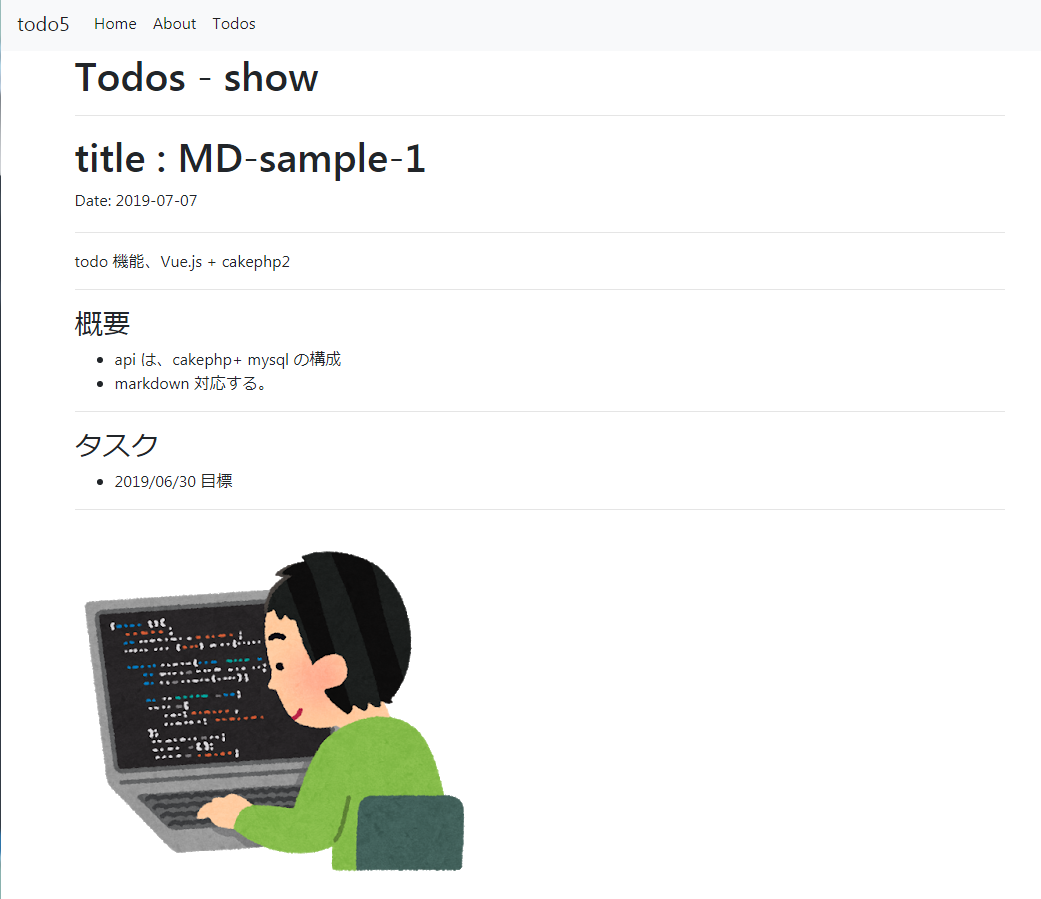 todo5 Home About Todos
Todos - show
title : MD-sample-1
Date: 2019-07-07
todo 機能、Vue.js + cakephp2
概要
api は、cakephp+ mysql の構成
markdown 対応する。
タスク
2019/06/30 目標